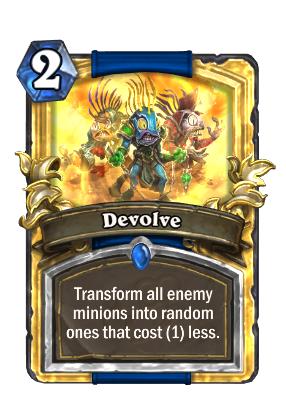 2
Devolve
Transform all enemy
minions into random
ones that cost (1) less.